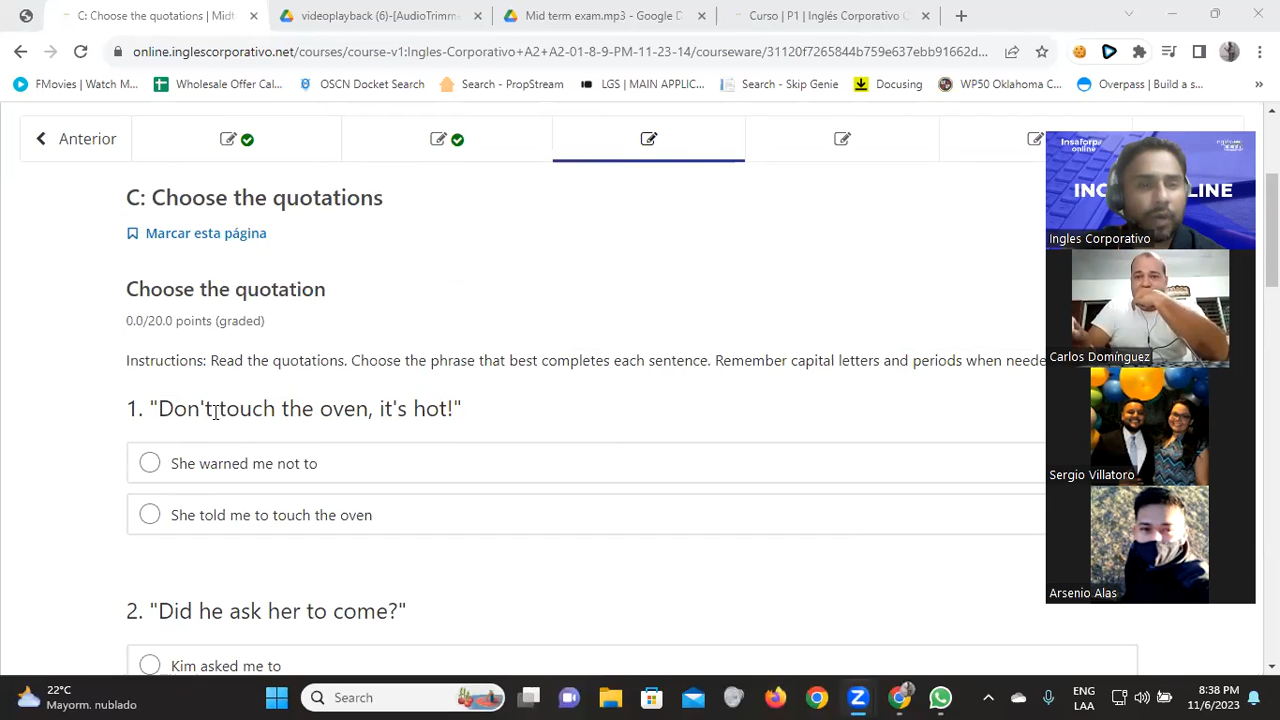 C: Choose the quotations | Midt
videoplayback (6)-[AudioTrimme
Mid term exam.mp3 - Google D
Curso | P1 | Inglés Corporativo O
online.inglescorporativo.net/courses/course-v1:Ingles-Corporativo+A2+A2-01-8-9-PM-11-23-14/courseware/31120f7265844b759e637ebb91662d...
FMovies | Watch M...
Wholesale Offer Cal...
OSCN Docket Search
Search - PropStream
LGS | MAIN APPLIC...
Search - Skip Genie
Docusing
WP50 Oklahoma C...
Overpass | Build a s...
»
Anterior
C: Choose the quotations
Marcar esta página
Choose the quotation
0.0/20.0 points (graded)
Instructions: Read the quotations. Choose the phrase that best completes each sentence. Remember capital letters and periods when neede
1. "Don't touch the oven, it's hot!"
She warned me not to
She told me to touch the oven
2. "Did he ask her to come?"
Kim asked me to
Insaforp
online
INC
LINE
Ingles Corporativo
Carlos Domínguez
Sergio Villatoro
Arsenio Alas
22°C
Mayorm. nublado
Search
ENG
LAA
8:38 PM
11/6/2023